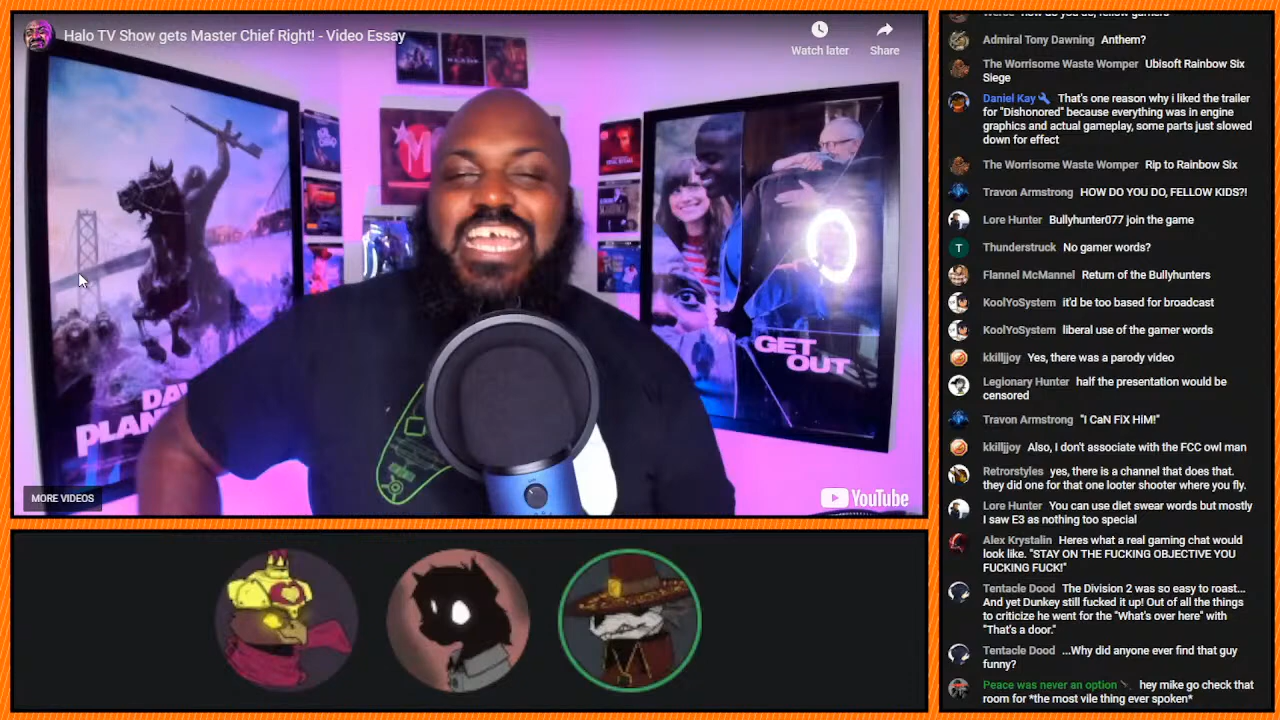 Halo TV Show gets Master Chief Right! - Video Essay
Watch later
Share
BLADE
M
DAW
PLAN
GET
OUT
MORE VIDEOS
YouTube
Admiral Tony Dawning Anthem?
The Worrisome Waste Womper Ubisoft Rainbow Six
Siege
Daniel Kay That's one reason why i liked the trailer
for "Dishonored" because everything was in engine
graphics and actual gameplay, some parts just slowed
down for effect
The Worrisome Waste Womper Rip to Rainbow Six
Travon Armstrong HOW DO YOU DO, FELLOW KIDS?!
Lore Hunter Bullyhunter077 join the game
T
Thunderstruck No gamer words?
Flannel McMannel Return of the Bullyhunters
KoolYoSystem it'd be too based for broadcast
KoolYoSystem liberal use of the gamer words
kkilljjoy Yes, there was a parody video
Legionary Hunter half the presentation would be
censored
Travon Armstrong "I CaN FiX HiM!"
kkilljjoy Also, I don't associate with the FCC owl man
Retrorstyles yes, there is a channel that does that.
they did one for that one looter shooter where you fly.
Lore Hunter You can use diet swear words but mostly
I saw E3 as nothing too special
Alex Krystalin Heres what a real gaming chat would
look like. "STAY ON THE FUCKING OBJECTIVE YOU
FUCKING FUCK!"
Tentacle Dood The Division 2 was so easy to roast...
And yet Dunkey still fucked it up! Out of all the things
to criticize he went for the "What's over here" with
"That's a door."
Tentacle Dood ...Why did anyone ever find that guy
funny?
Peace was never an option hey mike go check that
room for *the most vile thing ever spoken*